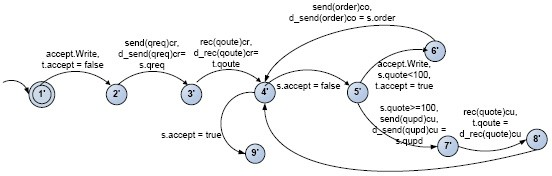 send(order)co,
d_send(order)co = s.order
accept.Write,
t.accept = false
send(qreq)cr,
d_send(qreq)cr=
s.qreq
rec(qoute)cr,
d_rec(qoute)cr=
t.qoute
6'
1'
2'
3'
4'
s.accept = false
5'
accept.Write,
s.quote<100,
t.accept = true
s.quote>=100,
send(qupd)cu,
d_send(qupd)cu =
s.qupd
rec(quote)cu,
t.qoute =
d_rec(quote)cu
s.accept = true
9'
7'
8'